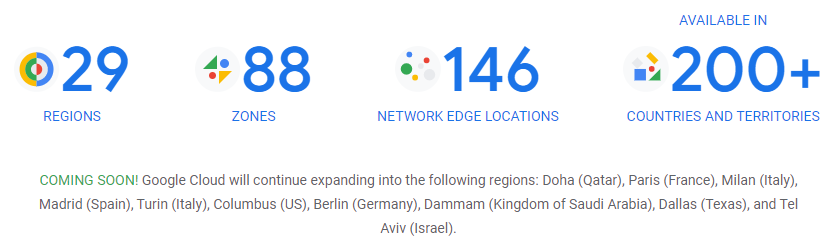 AVAILABLE IN
29
88
146
200+
REGIONS
ZONES
NETWORK EDGE LOCATIONS
COUNTRIES AND TERRITORIES
COMING SOON! Google Cloud will continue expanding into the following regions: Doha (Qatar), Paris (France), Milan (Italy),
Madrid (Spain), Turin (Italy), Columbus (US), Berlin (Germany), Dammam (Kingdom of Saudi Arabia), Dallas (Texas), and Tel
Aviv (Israel).